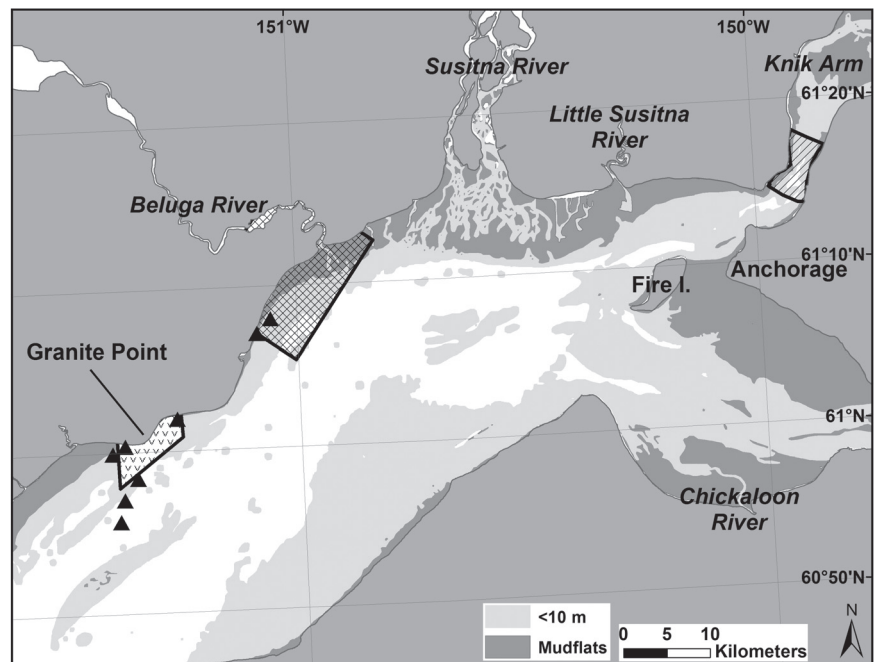 151°W
150°W
Susitna River
Knik Arm
61°20'N
Little Susitna
River
Beluga River
61°10'N
Anchorage
Fire I.
Granite Point
61°N
Chickaloon
River
60°50'N
<10 m
Mudflats
0 5 10
Kilometers
N